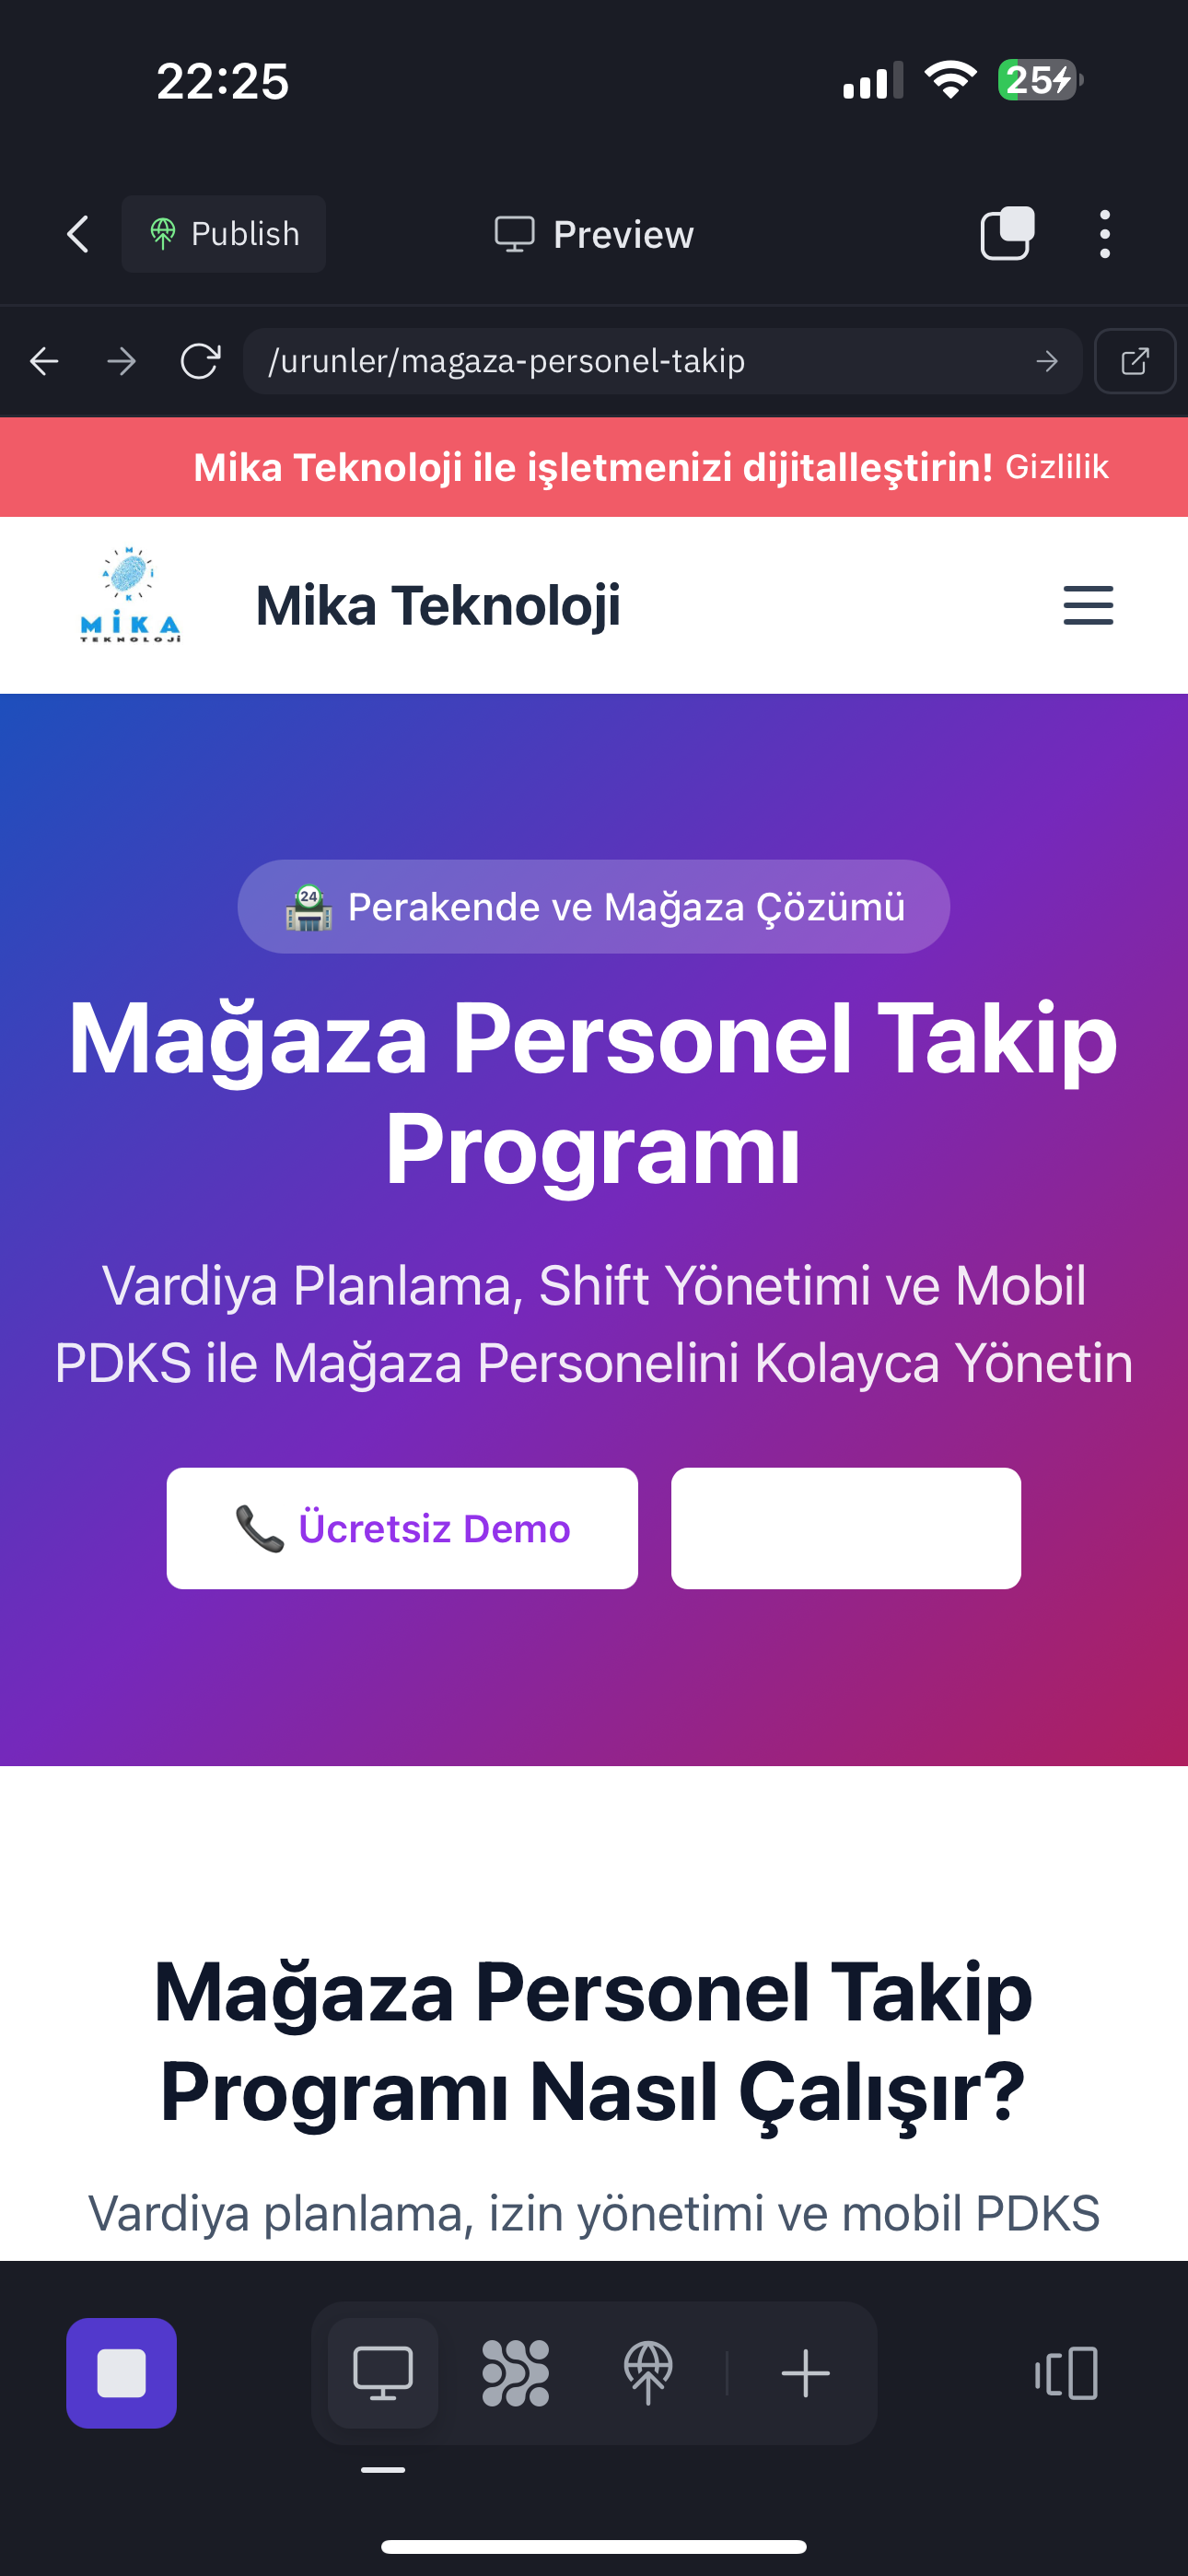 22:25
25
Publish
Preview
/urunler/magaza-personel-takip
Mika Teknoloji ile işletmenizi dijitalleştirin! Gizlilik
MİKA
TEKNOLOJİ
Mika Teknoloji
24
Perakende ve Mağaza Çözümü
Mağaza Personel Takip
Programı
Vardiya Planlama, Shift Yönetimi ve Mobil
PDKS ile Mağaza Personelini Kolayca Yönetin
Ücretsiz Demo
Mağaza Personel Takip
Programı Nasıl Çalışır?
Vardiya planlama, izin yönetimi ve mobil PDKS